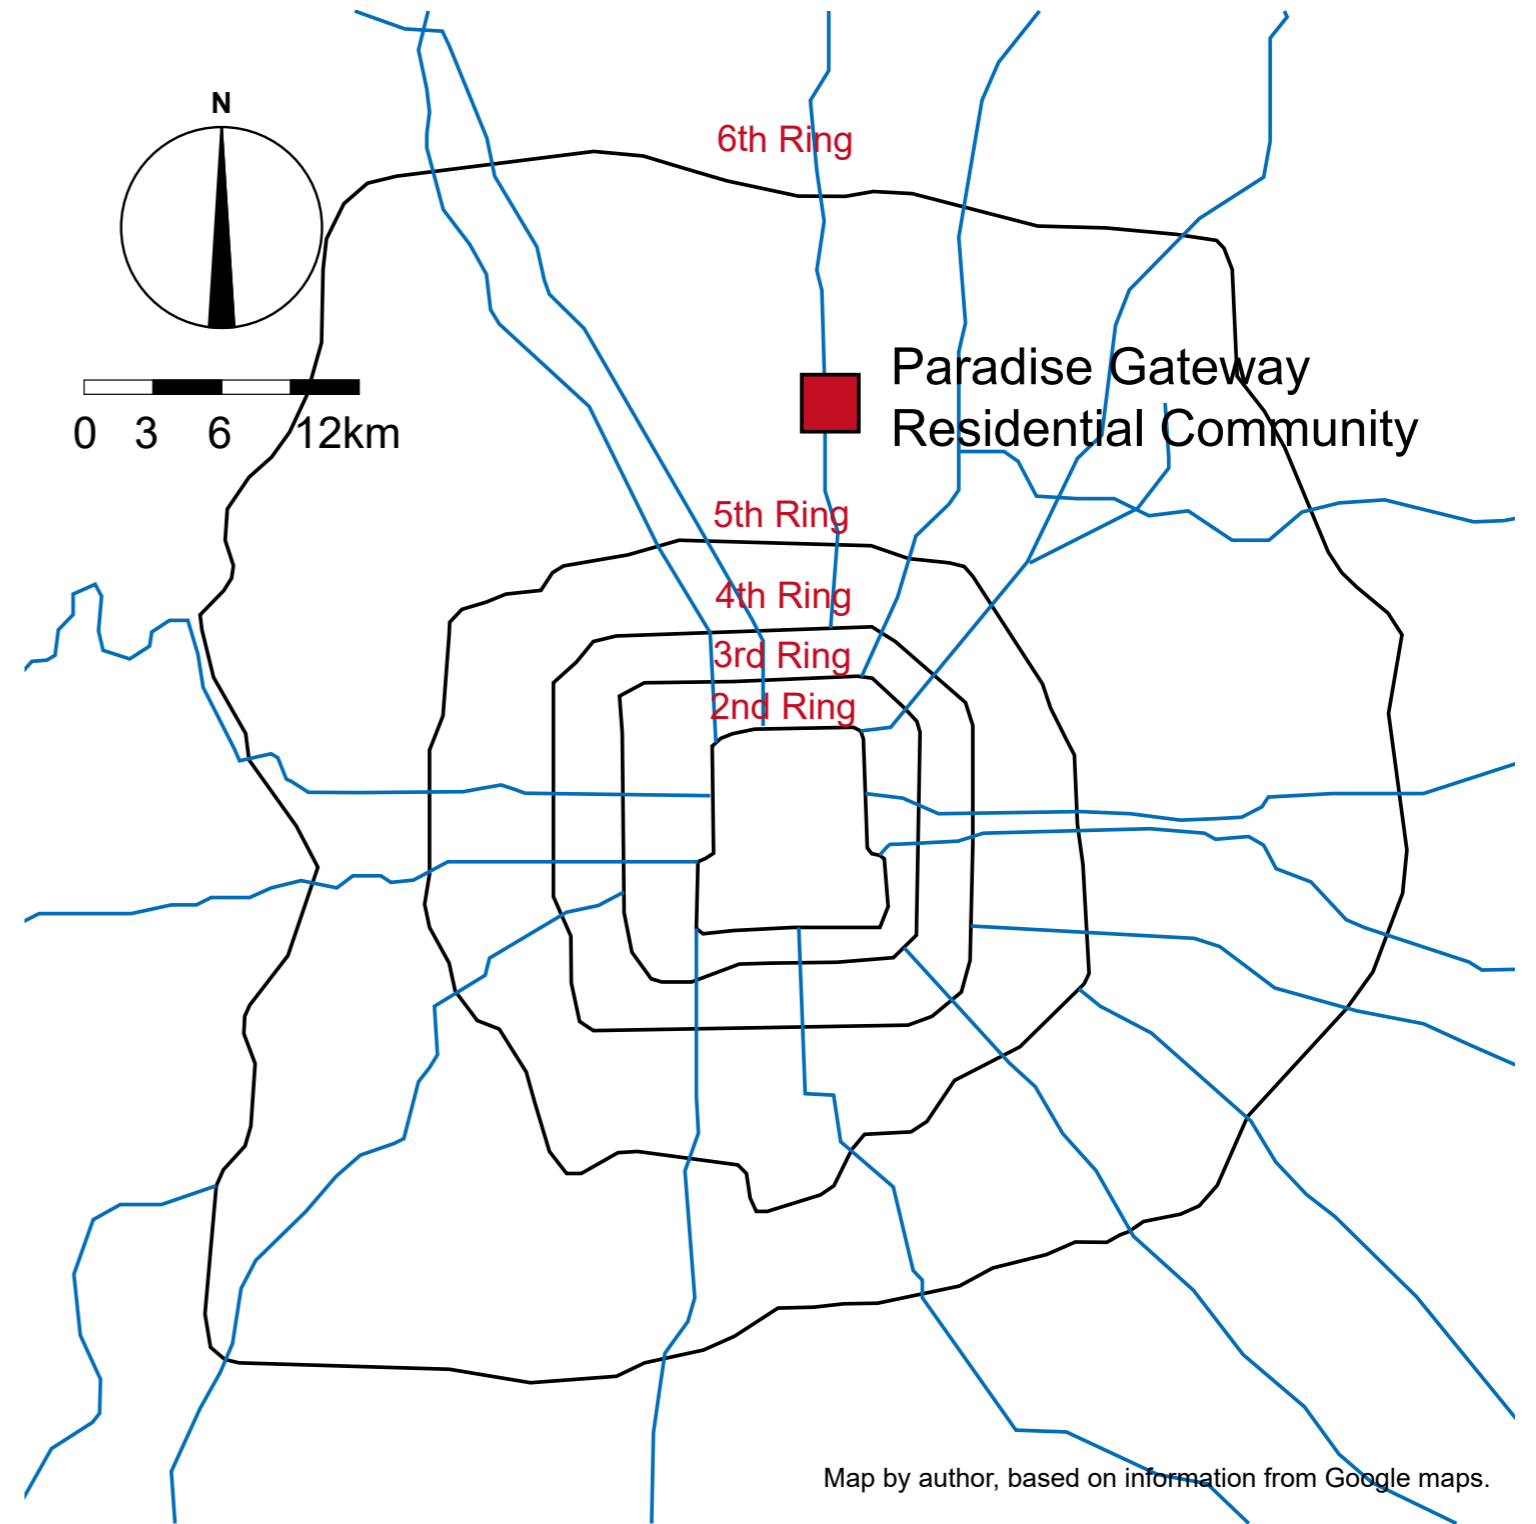 N
6th Ring
Paradise Gateway
Residential Community
0 3 6 12km
5th Ring
4th Ring
3rd Ring
2nd Ring
Map by author, based on information from Google maps.